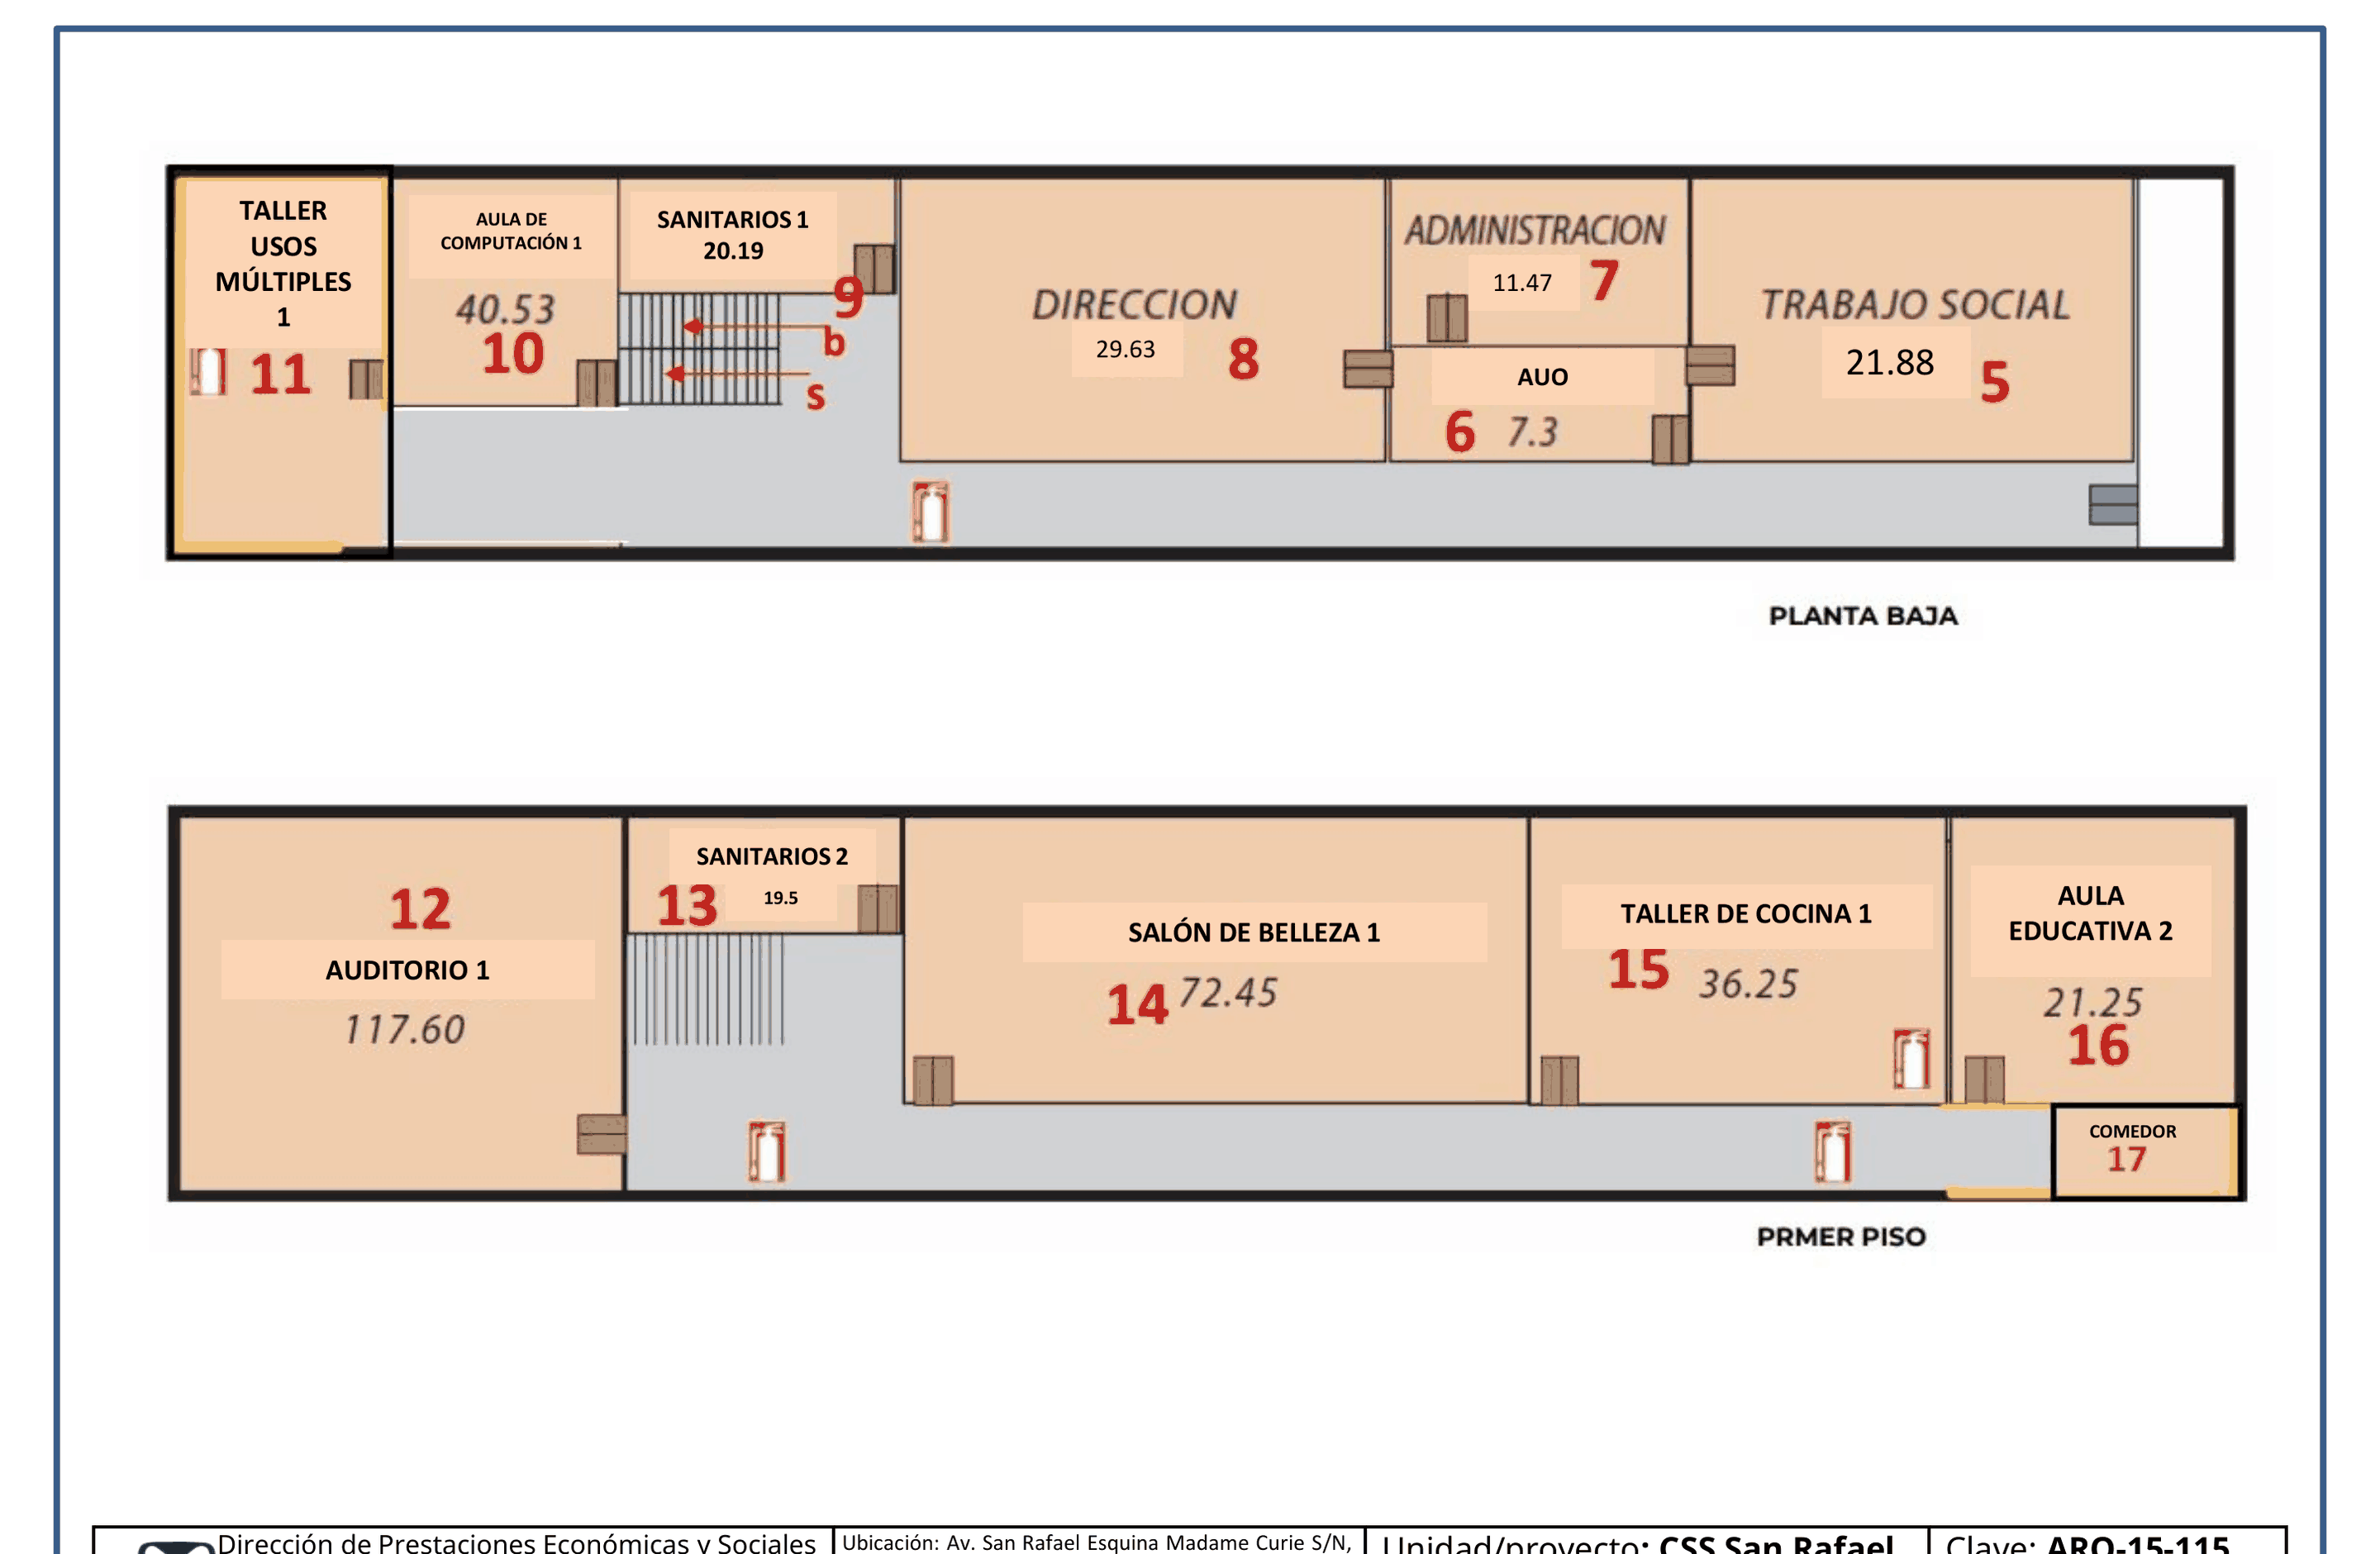 TALLER
USOS
MÚLTIPLES
1
11
AULA DE
COMPUTACIÓN 1
40.53
10
SANITARIOS 1
20.19
9
b
s
DIRECCION
29.63
8
ADMINISTRACION
11.47
7
AUO
6
7.3
TRABAJO SOCIAL
21.88
5
PLANTA BAJA
12
AUDITORIO 1
117.60
SANITARIOS 2
13
19.5
SALÓN DE BELLEZA 1
14
72.45
TALLER DE COCINA 1
15
36.25
AULA
EDUCATIVA 2
21.25
16
COMEDOR
17
PRMER PISO
Dirección de Prestaciones Económicas y Sociales
Ubicación: Av. San Rafael Esquina Madame Curie S/N,
Unidad/proyecto: CSS San Rafael
Clave: ARQ-15-115